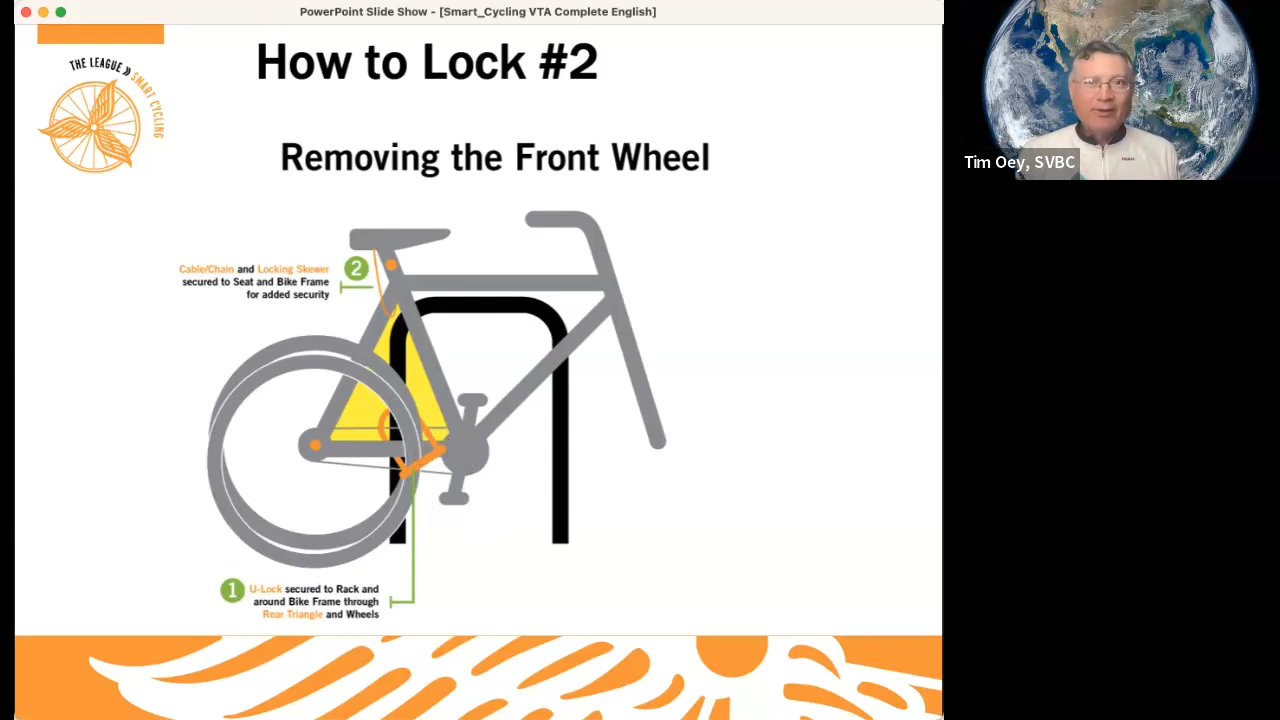 PowerPoint Slide Show - [Smart_Cycling VTA Complete English]
THE LEAGUE
SMART CYCLING
How to Lock #2
Removing the Front Wheel
Tim Oey, SVBC
2
Cable/Chain and Locking Skewer
secured to Seat and Bike Frame
for added security
1
U-Lock secured to Rack and
around Bike Frame through
Rear Triangle and Wheels